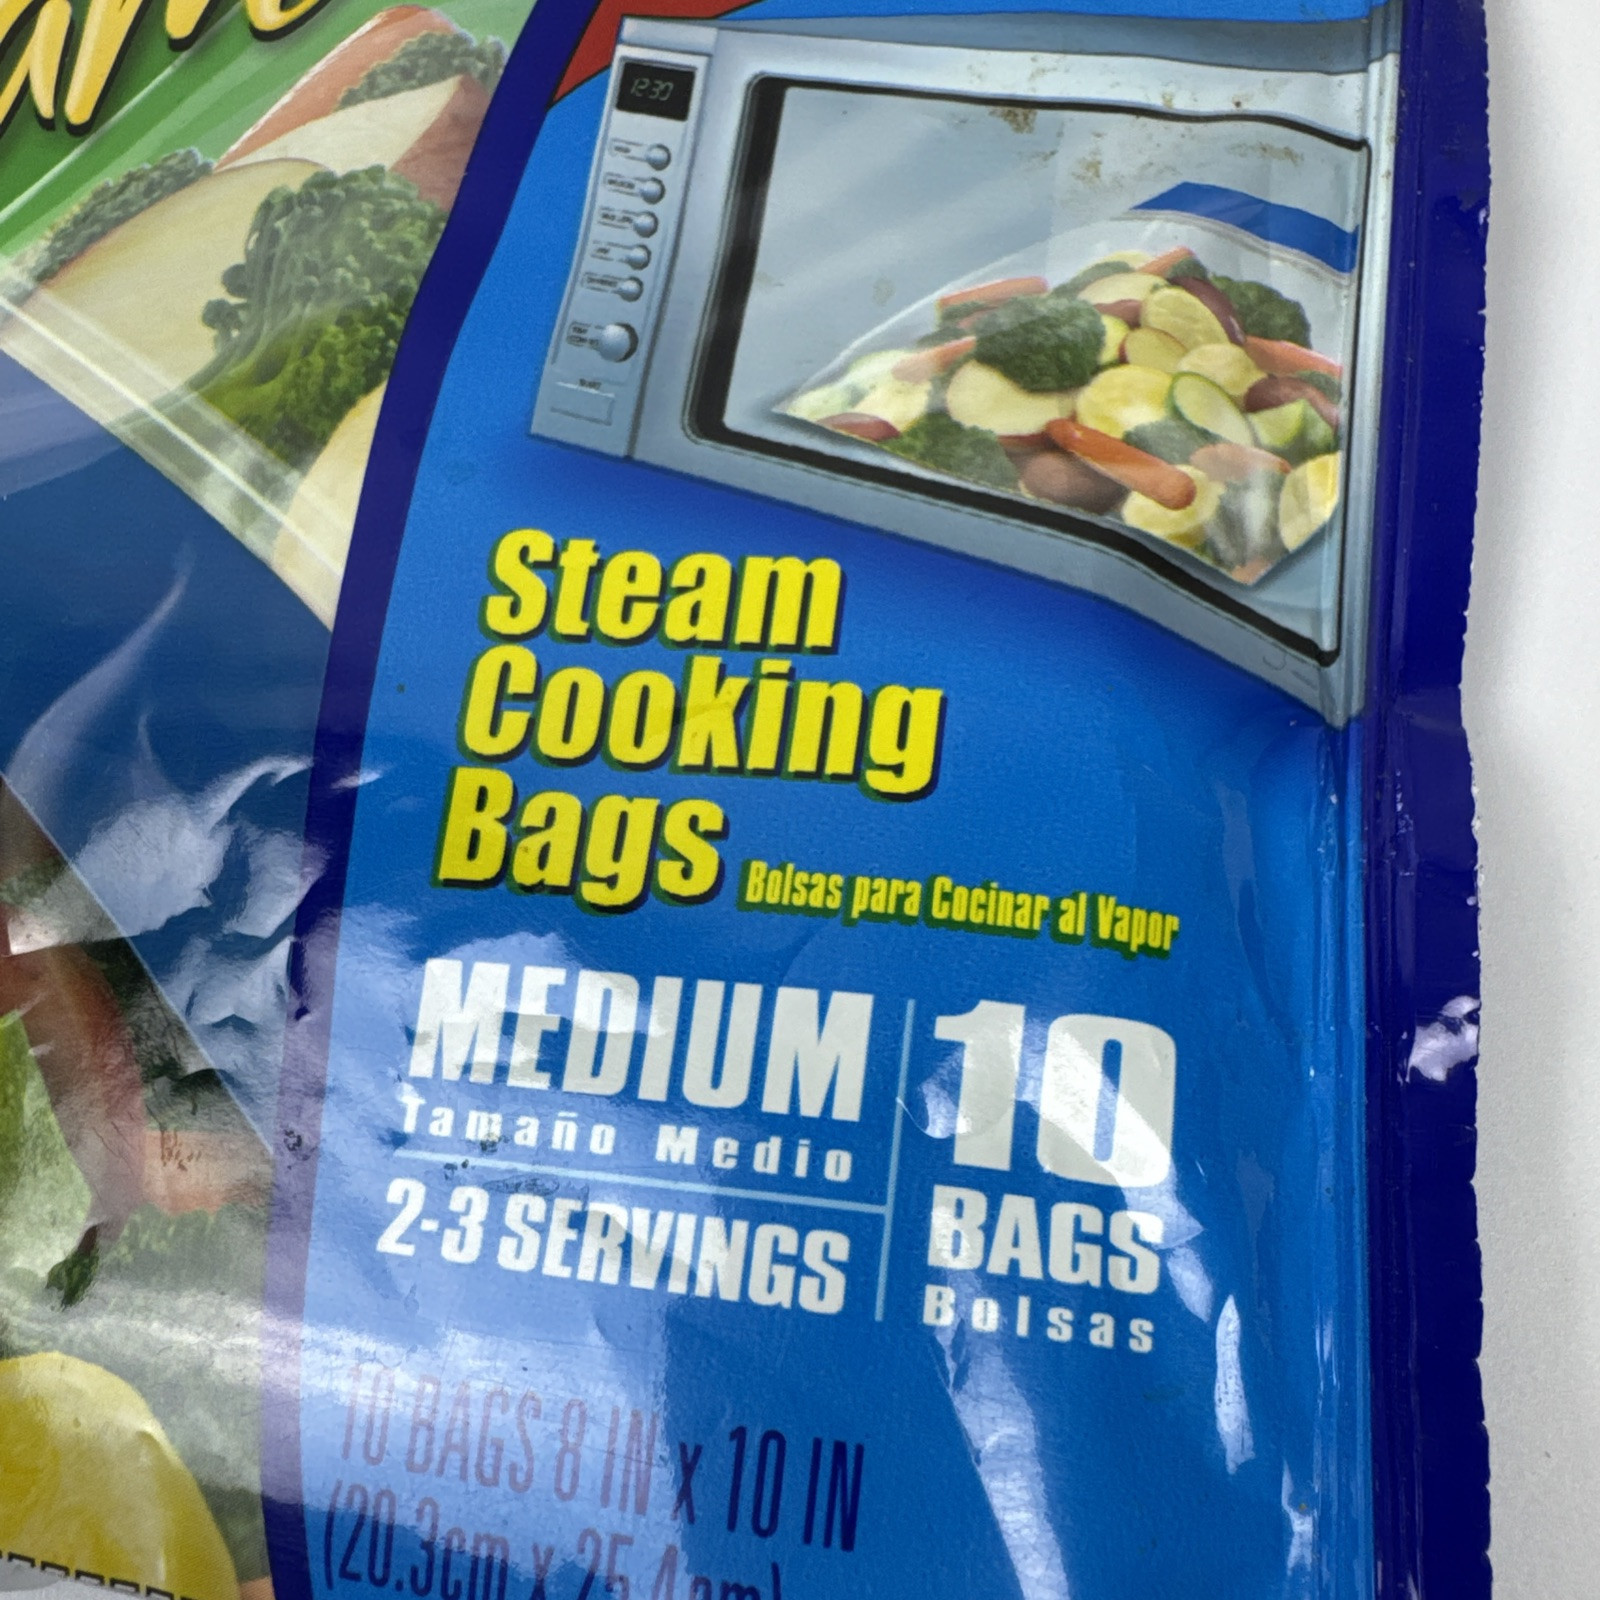 12:30
START
Steam
Cooking
Bags
Bolsas para Cocinar al Vapor
MEDIUM
Tamaño Medio
2-3 SERVINGS
10
BAGS
Bolsas
10 BAGS 8 IN x 10 IN
(20.3cm x 25.4cm)